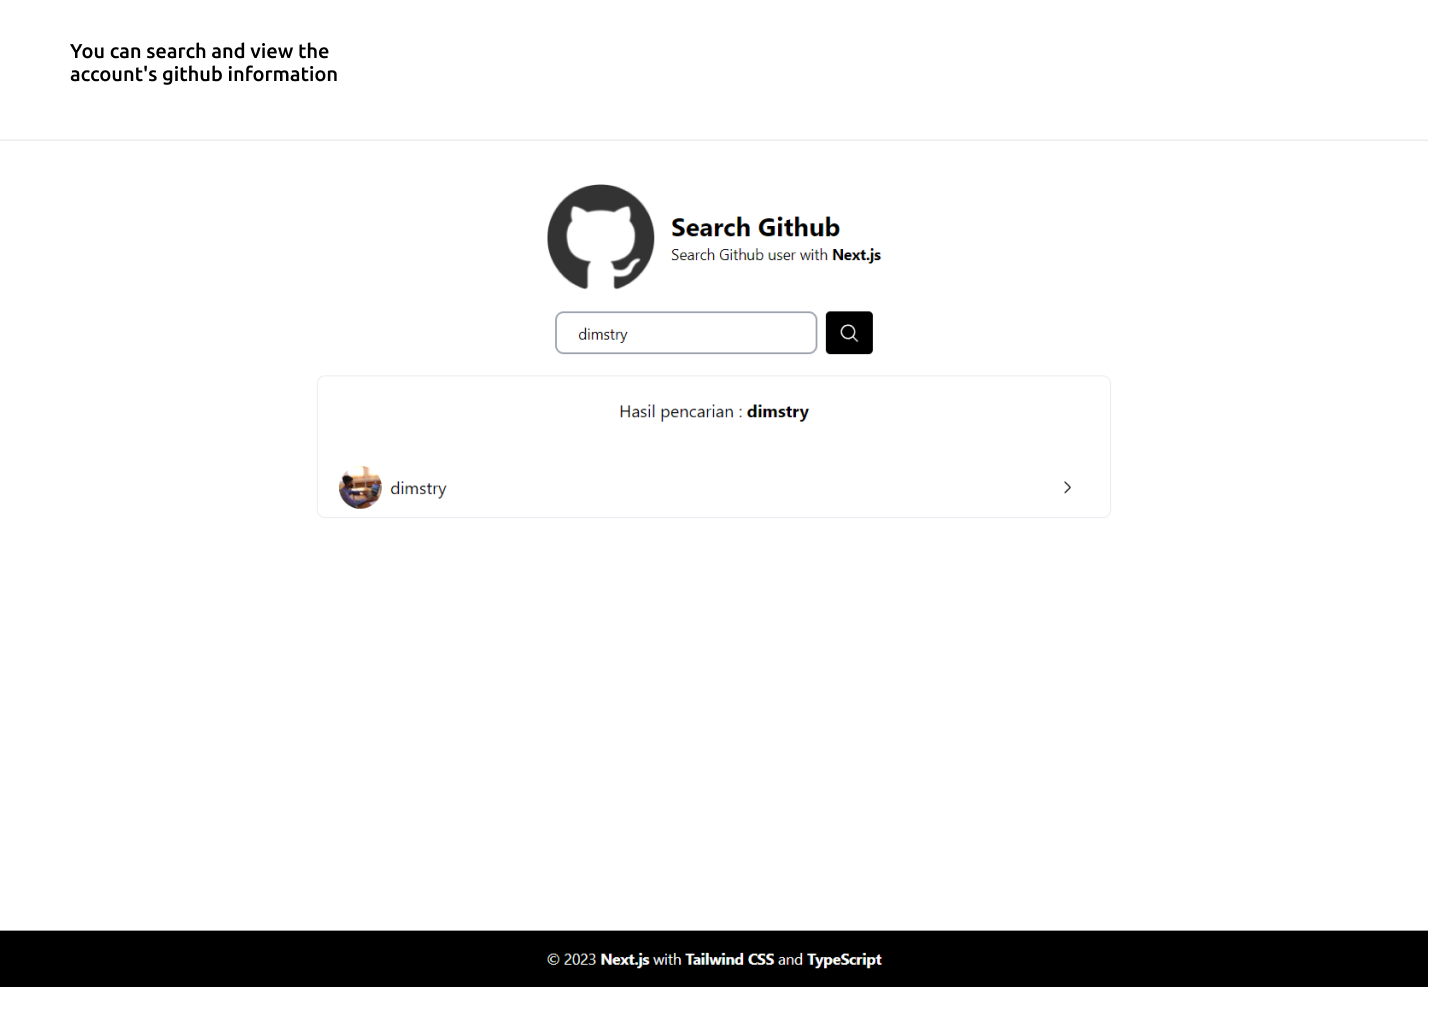 You can search and view the
account's github information
Search Github
Search Github user with Next.js
dimstry
Hasil pencarian : dimstry
dimstry
© 2023 Next.js with Tailwind CSS and TypeScript